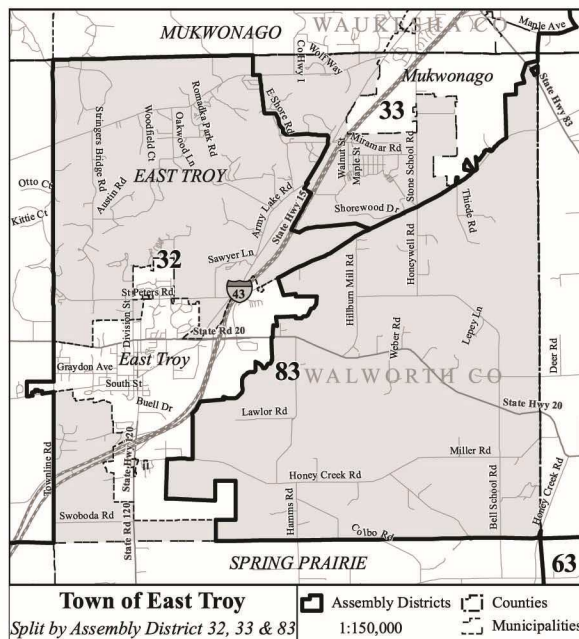 WAUKESHA CO
MUKWONAGO
Maple Ave
State Hwy 83
Co Hwy I
Wolf Way
Mukwonago
E Shore Rd
33
Romadka Park Rd
Oakwood Ln
Woodfield Ct
Stringers Bridge Rd
Austin Rd
EAST TROY
Otto Ct
Kittie Ct
Army Lake Rd
State Hwy 15
Walnut St
Maple St
Miramar Rd
Stone School Rd
Shorewood Dr
Thiede Rd
Sawyer Ln
32
43
St Peters Rd
Division St
State Rd 20
East Troy
Graydon Ave
South St
Buell Dr
Hillburn Mill Rd
Honeywell Rd
Weber Rd
Lepey Ln
Deer Rd
83
WALWORTH CO
State Hwy 20
Lawlor Rd
Townline Rd
State Hwy 120
Miller Rd
Honey Creek Rd
Hamms Rd
Bell School Rd
Honey Creek Rd
Swoboda Rd
State Rd 120
Colbo Rd
SPRING PRAIRIE
63
Town of East Troy
Split by Assembly District 32, 33 & 83
Assembly Districts
Counties
1:150,000
Municipalities